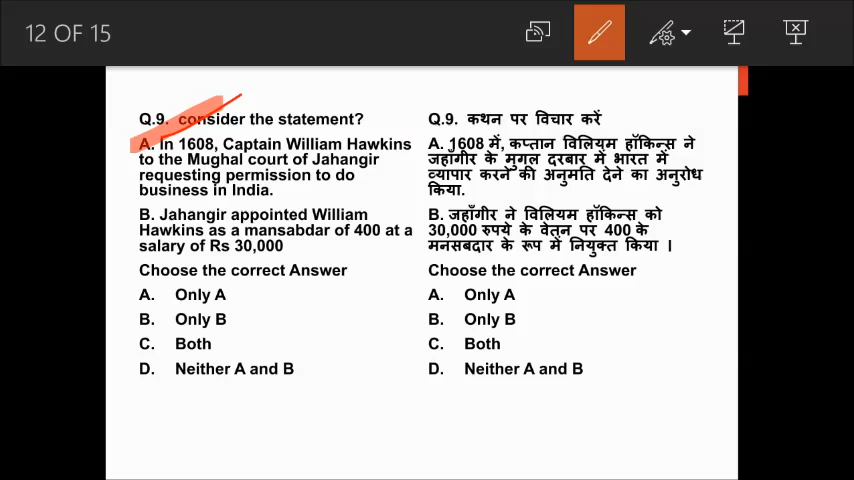 12 OF 15
Q.9. consider the statement?
A. In 1608, Captain William Hawkins
to the Mughal court of Jahangir
requesting permission to do
business in India.
B. Jahangir appointed William
Hawkins as a mansabdar of 400 at a
salary of Rs 30,000
Choose the correct Answer
A. Only A
B. Only B
C. Both
D. Neither A and B
Q.9. कथन पर विचार करें
A. 1608 में, कप्तान विलियम हॉकिन्स ने
जहाँगीर के मुगल दरबार में भारत में
व्यापार करने की अनुमति देने का अनुरोध
किया.
B. जहाँगीर ने विलियम हॉकिन्स को
30,000 रुपये के वेतन पर 400 के
मनसबदार के रूप में नियुक्त किया ।
Choose the correct Answer
A. Only A
B. Only B
C. Both
D. Neither A and B